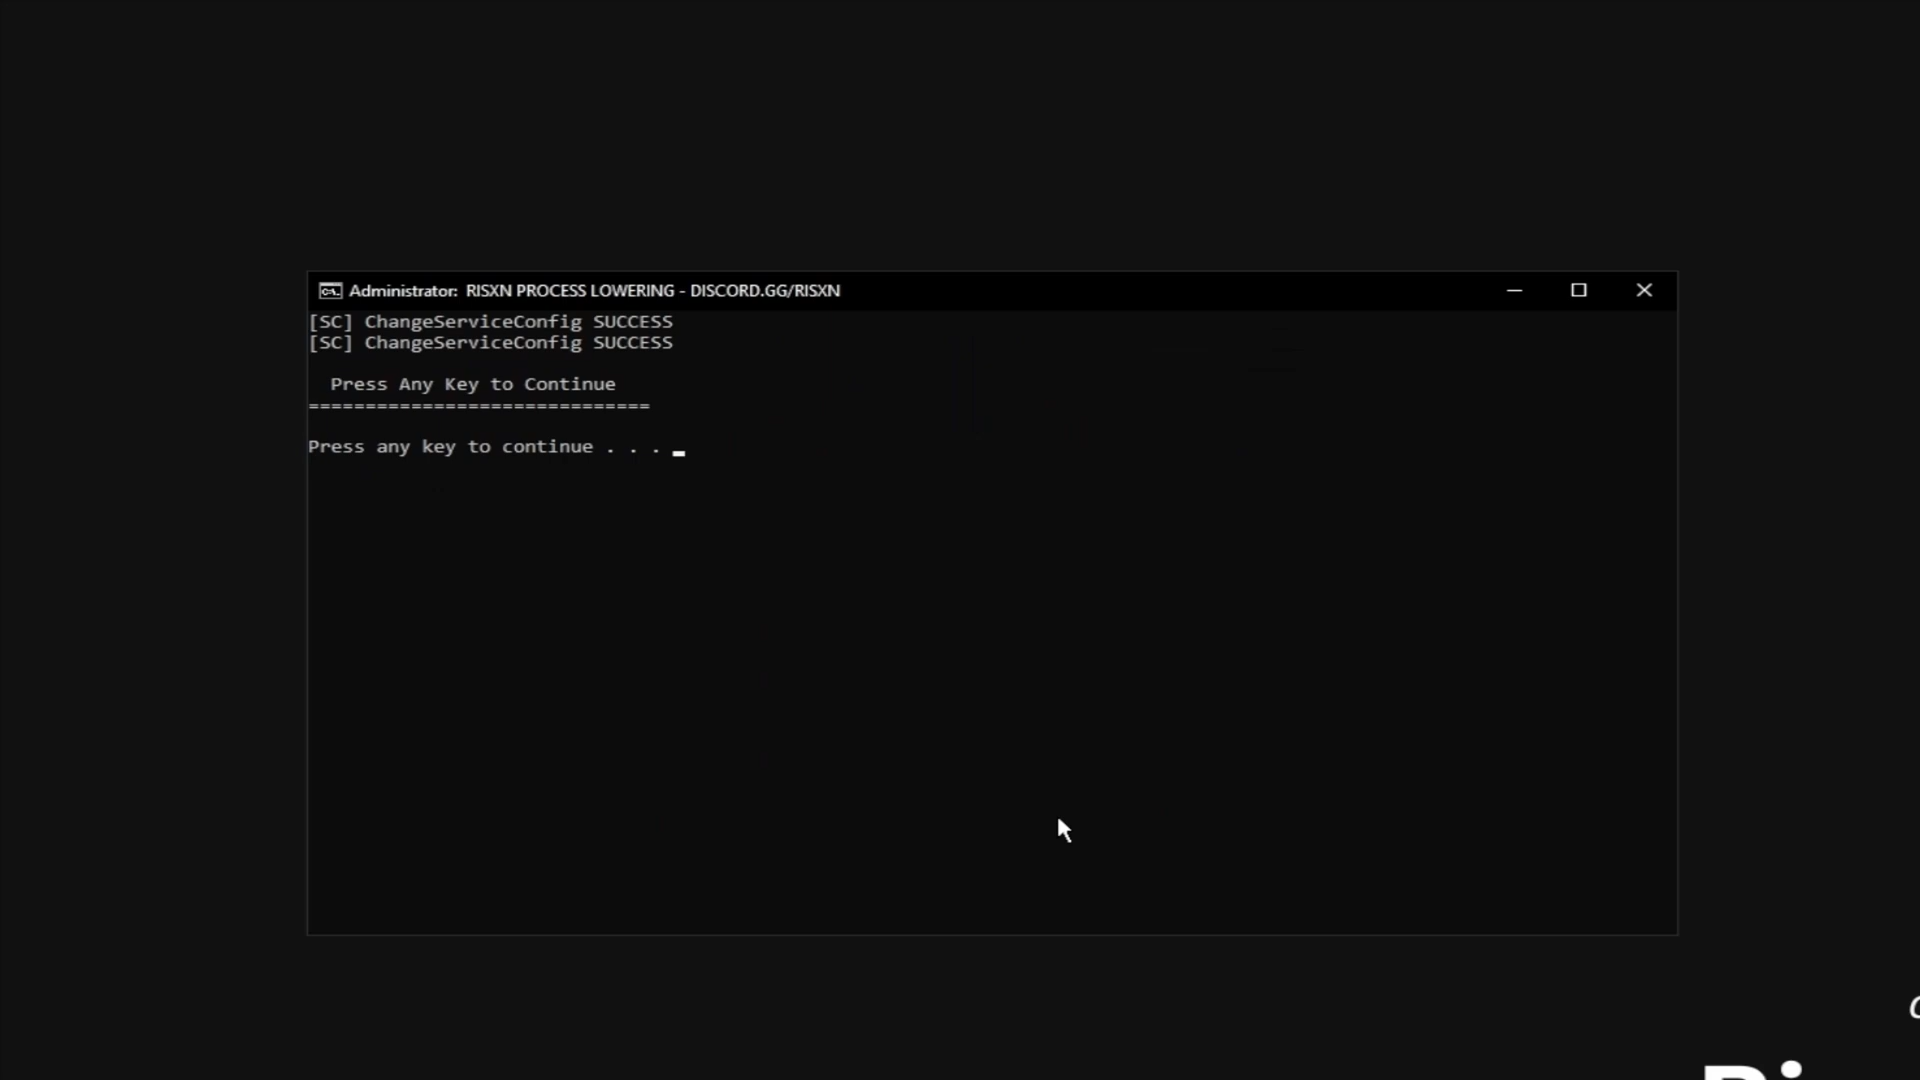 Administrator: RISXN PROCESS LOWERING - DISCORD.GG/RISXN
[SC] ChangeServiceConfig SUCCESS
[SC] ChangeServiceConfig SUCCESS
Press Any Key to Continue
==============================
Press any key to continue . . .